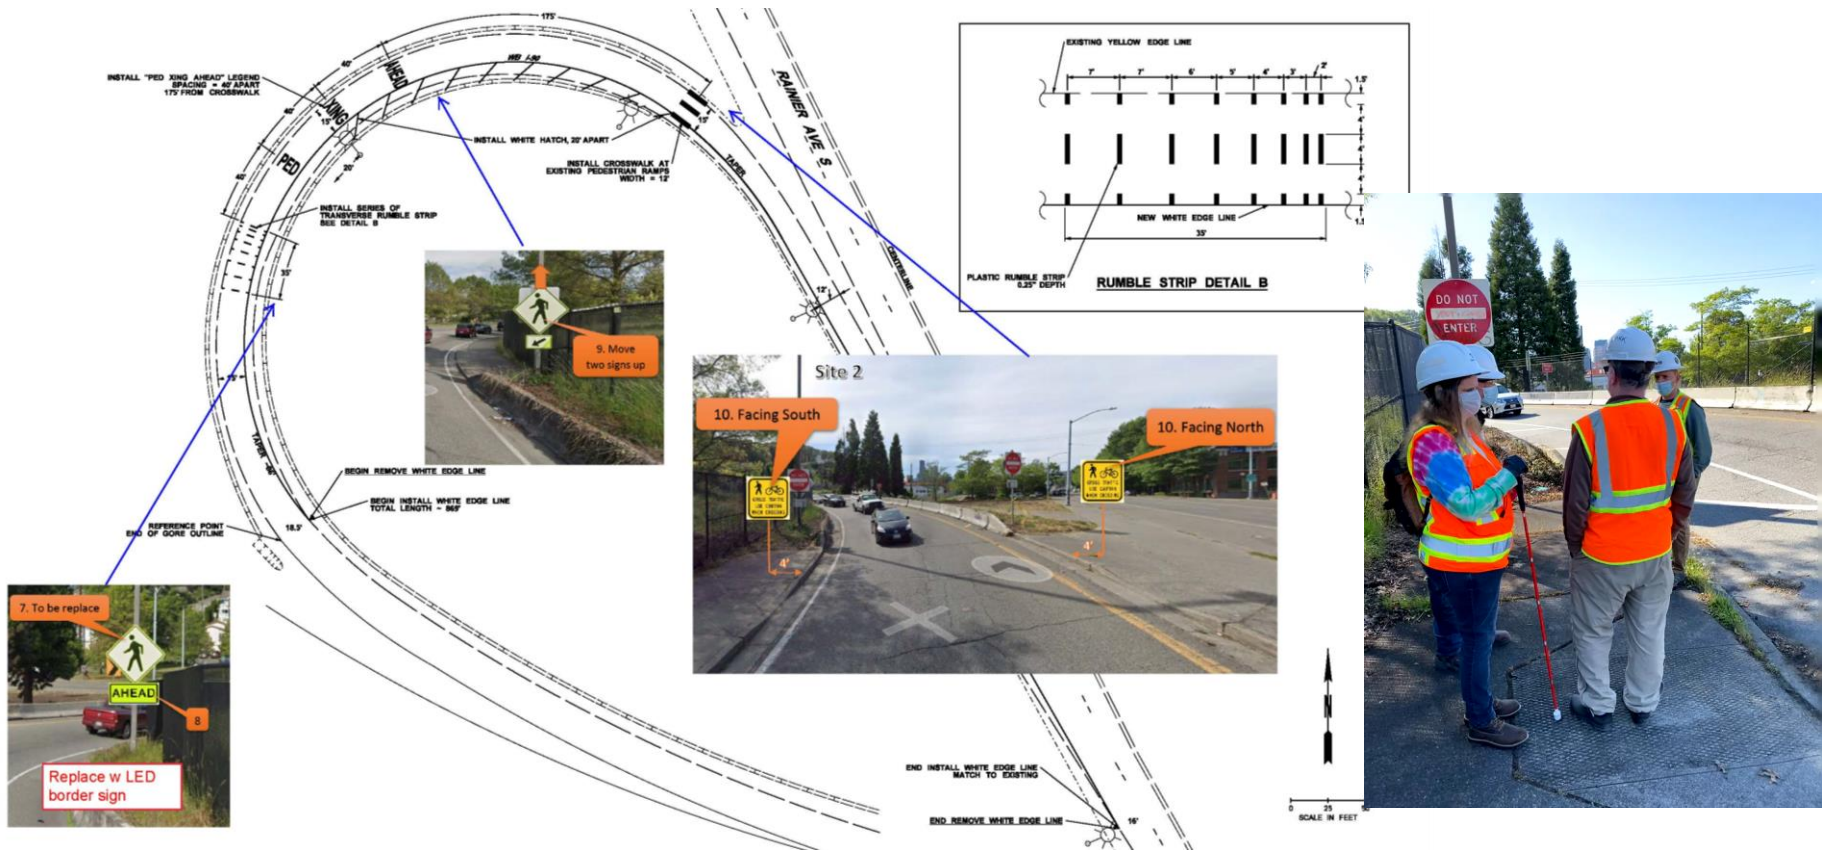 175'
40'
AHEAD
WB I-90
INSTALL "PED XING AHEAD" LEGEND
SPACING = 40' APART
175' FROM CROSSWALK
40'
XING
15'
INSTALL WHITE HATCH, 20' APART
15'
INSTALL CROSSWALK AT
EXISTING PEDESTRIAN RAMPS
WIDTH = 12'
TAPER
RAINIER AVE S
PED
20'
40'
INSTALL SERIES OF
TRANSVERSE RUMBLE STRIP
SEE DETAIL B
35'
CENTERLINE
12'
EXISTING YELLOW EDGE LINE
7'
7'
6'
5'
4'
3'
2'
1.5'
4'
4'
4'
NEW WHITE EDGE LINE
35'
PLASTIC RUMBLE STRIP
0.25" DEPTH
RUMBLE STRIP DETAIL B
9. Move
two signs up
Site 2
10. Facing South
10. Facing North
4'
4'
15'
BEGIN REMOVE WHITE EDGE LINE
BEGIN INSTALL WHITE EDGE LINE
TOTAL LENGTH = 865'
18.5'
REFERENCE POINT
END OF GORE OUTLINE
7. To be replace
AHEAD
8
Replace w LED
border sign
END INSTALL WHITE EDGE LINE
MATCH TO EXISTING
END REMOVE WHITE EDGE LINE
16'
N
0
25
SCALE IN FEET
DO NOT
ENTER